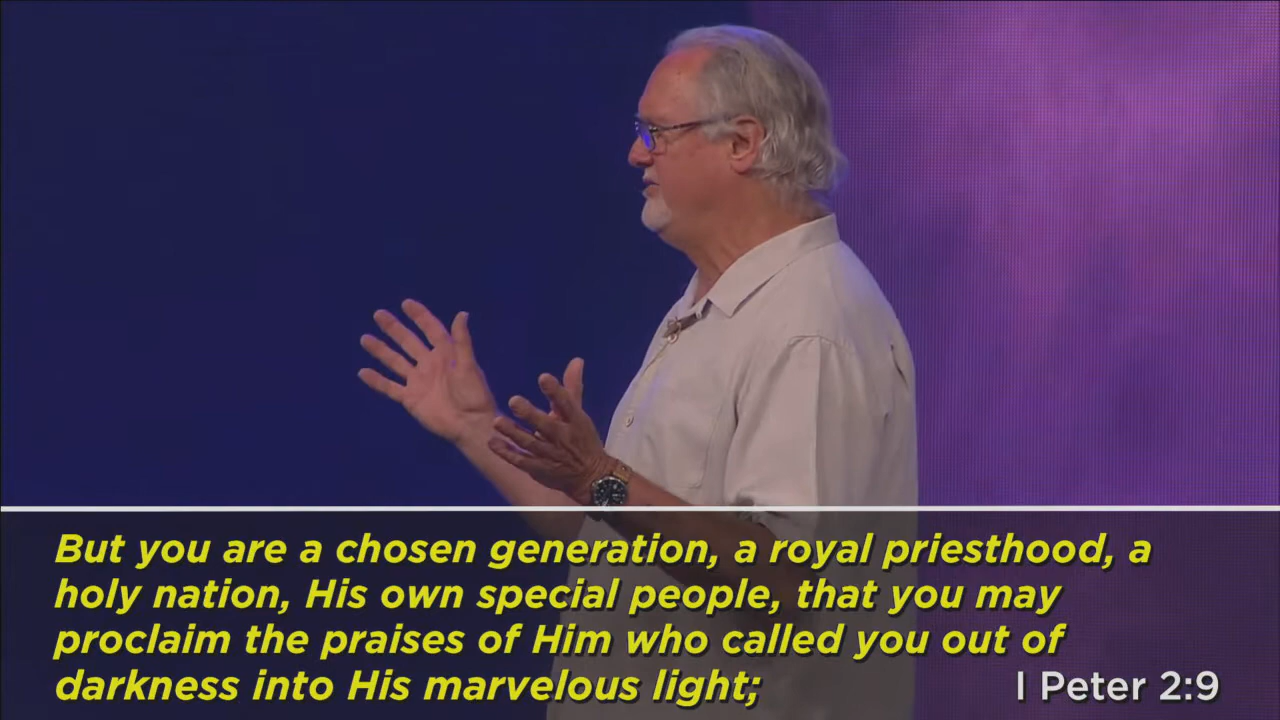 But you are a chosen generation, a royal priesthood, a
holy nation, His own special people, that you may
proclaim the praises of Him who called you out of
darkness into His marvelous light;
I Peter 2:9